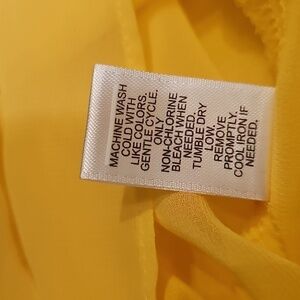 MACHINE WASH
COLD WITH
LIKE COLORS.
GENTLE CYCLE.
ONLY
NON-CHLORINE
BLEACH WHEN
NEEDED.
TUMBLE DRY
LOW.
REMOVE
PROMPTLY.
COOL IRON IF
NEEDED.